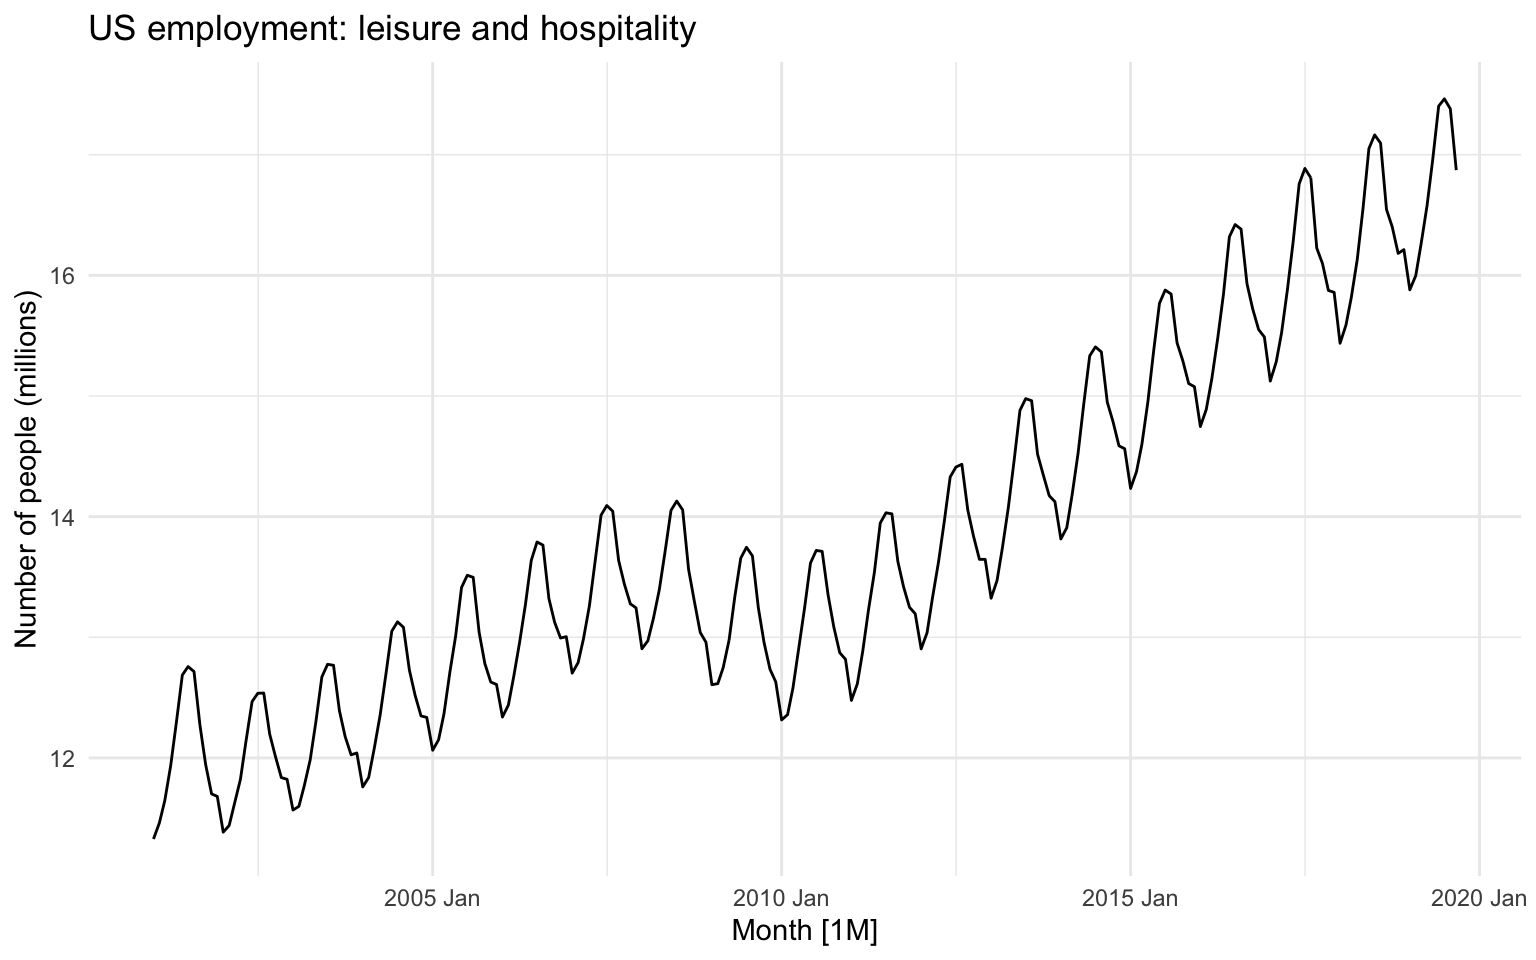 US employment: leisure and hospitality
Number of people (millions)
16
14
12
2005 Jan
2010 Jan
2015 Jan
2020 Jan
Month [1M]